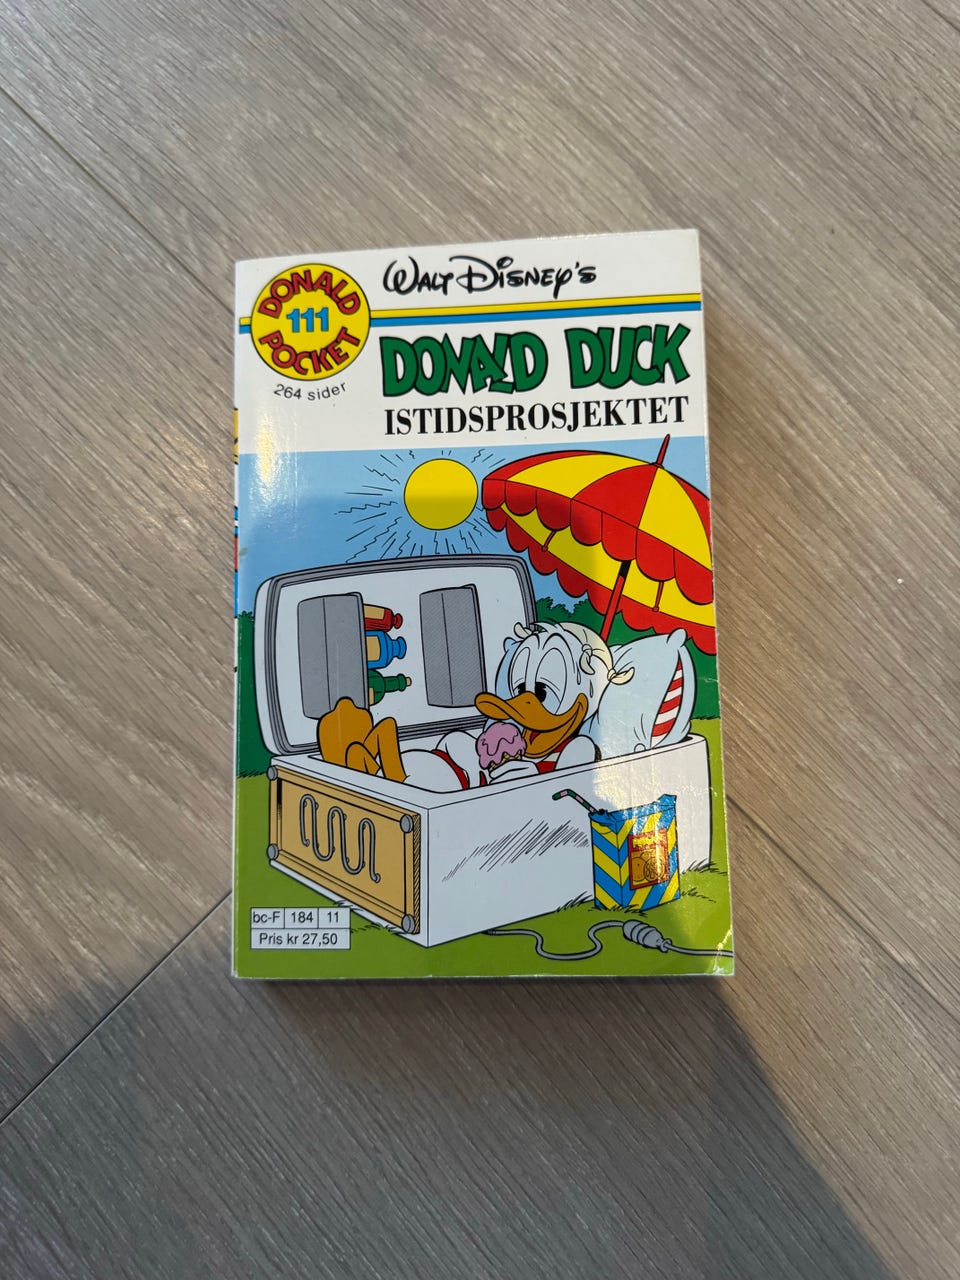 DONALD
111
POCKET
264 sider
WALT DISNEY'S
DONALD DUCK
ISTIDSPROSJEKTET
bc-F 184 11
Pris kr 27,50